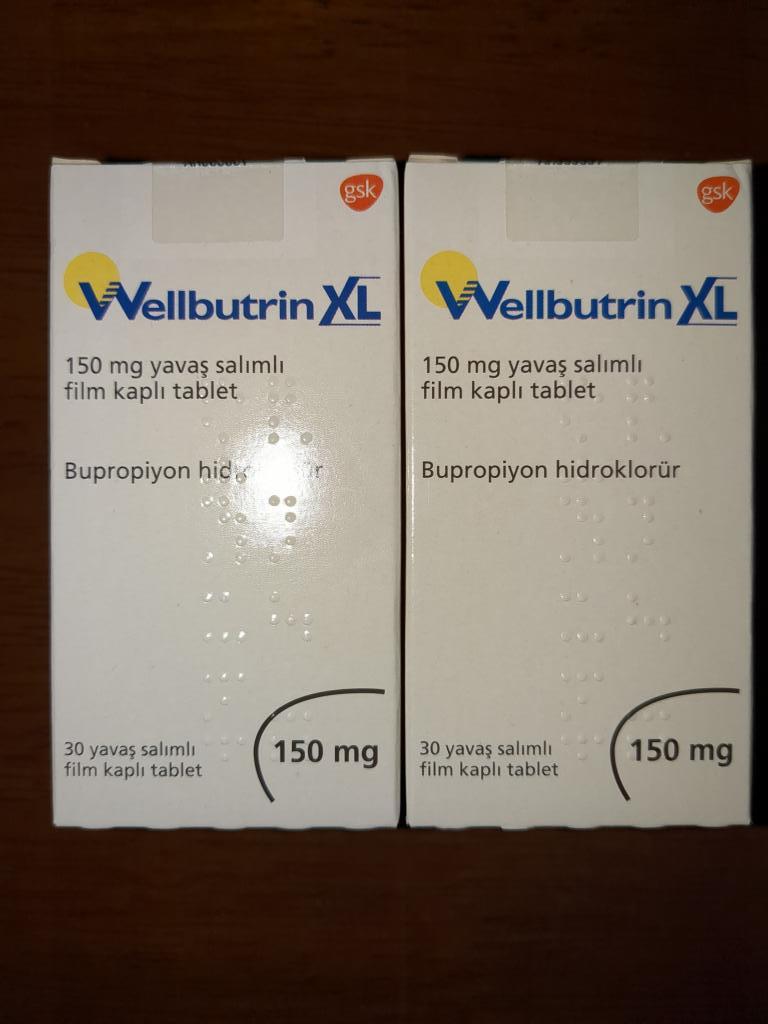 gsk
Wellbutrin XL
150 mg yavaş salımlı
film kaplı tablet
Bupropiyon
30 yavaş salımlı
film kaplı tablet
150 mg
gsk
Wellbutrin XL
150 mg yavaş salımlı
film kaplı tablet
Bupropiyon hidroklorür
30 yavaş salımlı
film kaplı tablet
150 mg